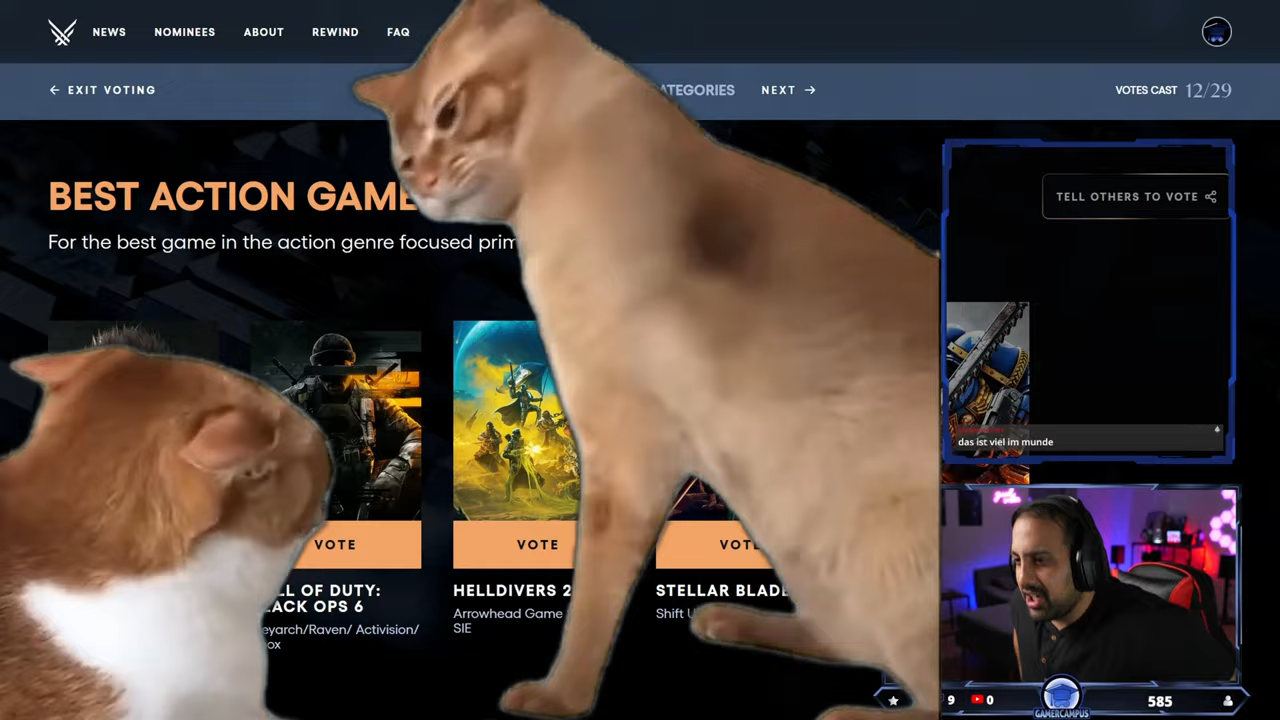 NEWS
NOMINEES
ABOUT
REWIND
FAQ
EXIT VOTING
ATEGORIES
NEXT
VOTES CAST 12/29
BEST ACTION GAME
For the best game in the action genre focused prim
TELL OTHERS TO VOTE
das ist viel im munde
VOTE
VOTE
VOTE
LL OF DUTY:
ACK OPS 6
eyarch/Raven/ Activision/
ox
HELLDIVERS 2
Arrowhead Game
SIE
STELLAR BLADE
Shift U
9
0
585
GAMERCAMPUS